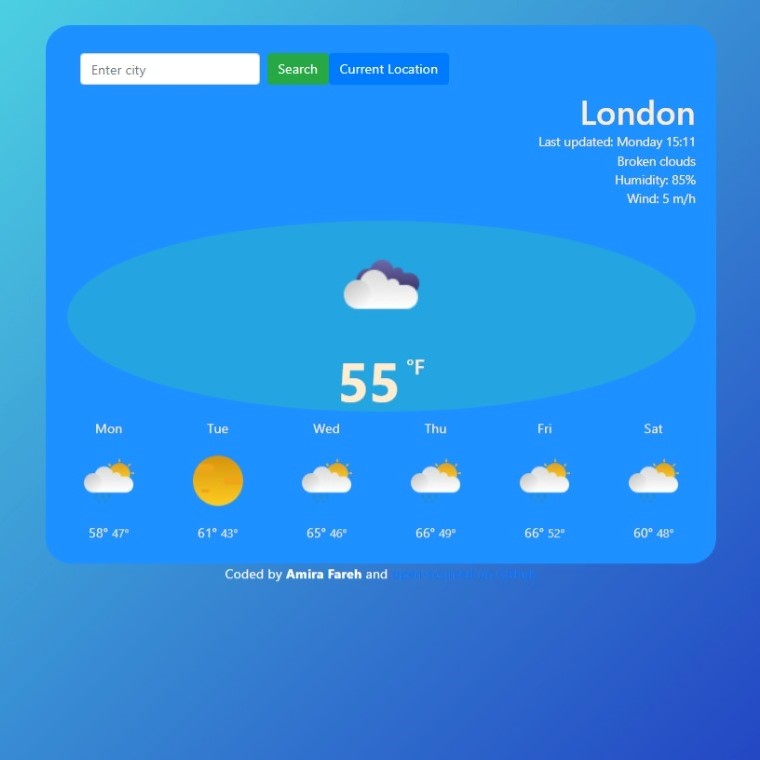 Enter city
Search
Current Location
London
Last updated: Monday 15:11
Broken clouds
Humidity: 85%
Wind: 5 m/h
55 °F
Mon Tue Wed Thu Fri Sat
58° 47° 61° 43° 65° 46° 66° 49° 66° 52° 60° 48°
Coded by Amira Fareh and